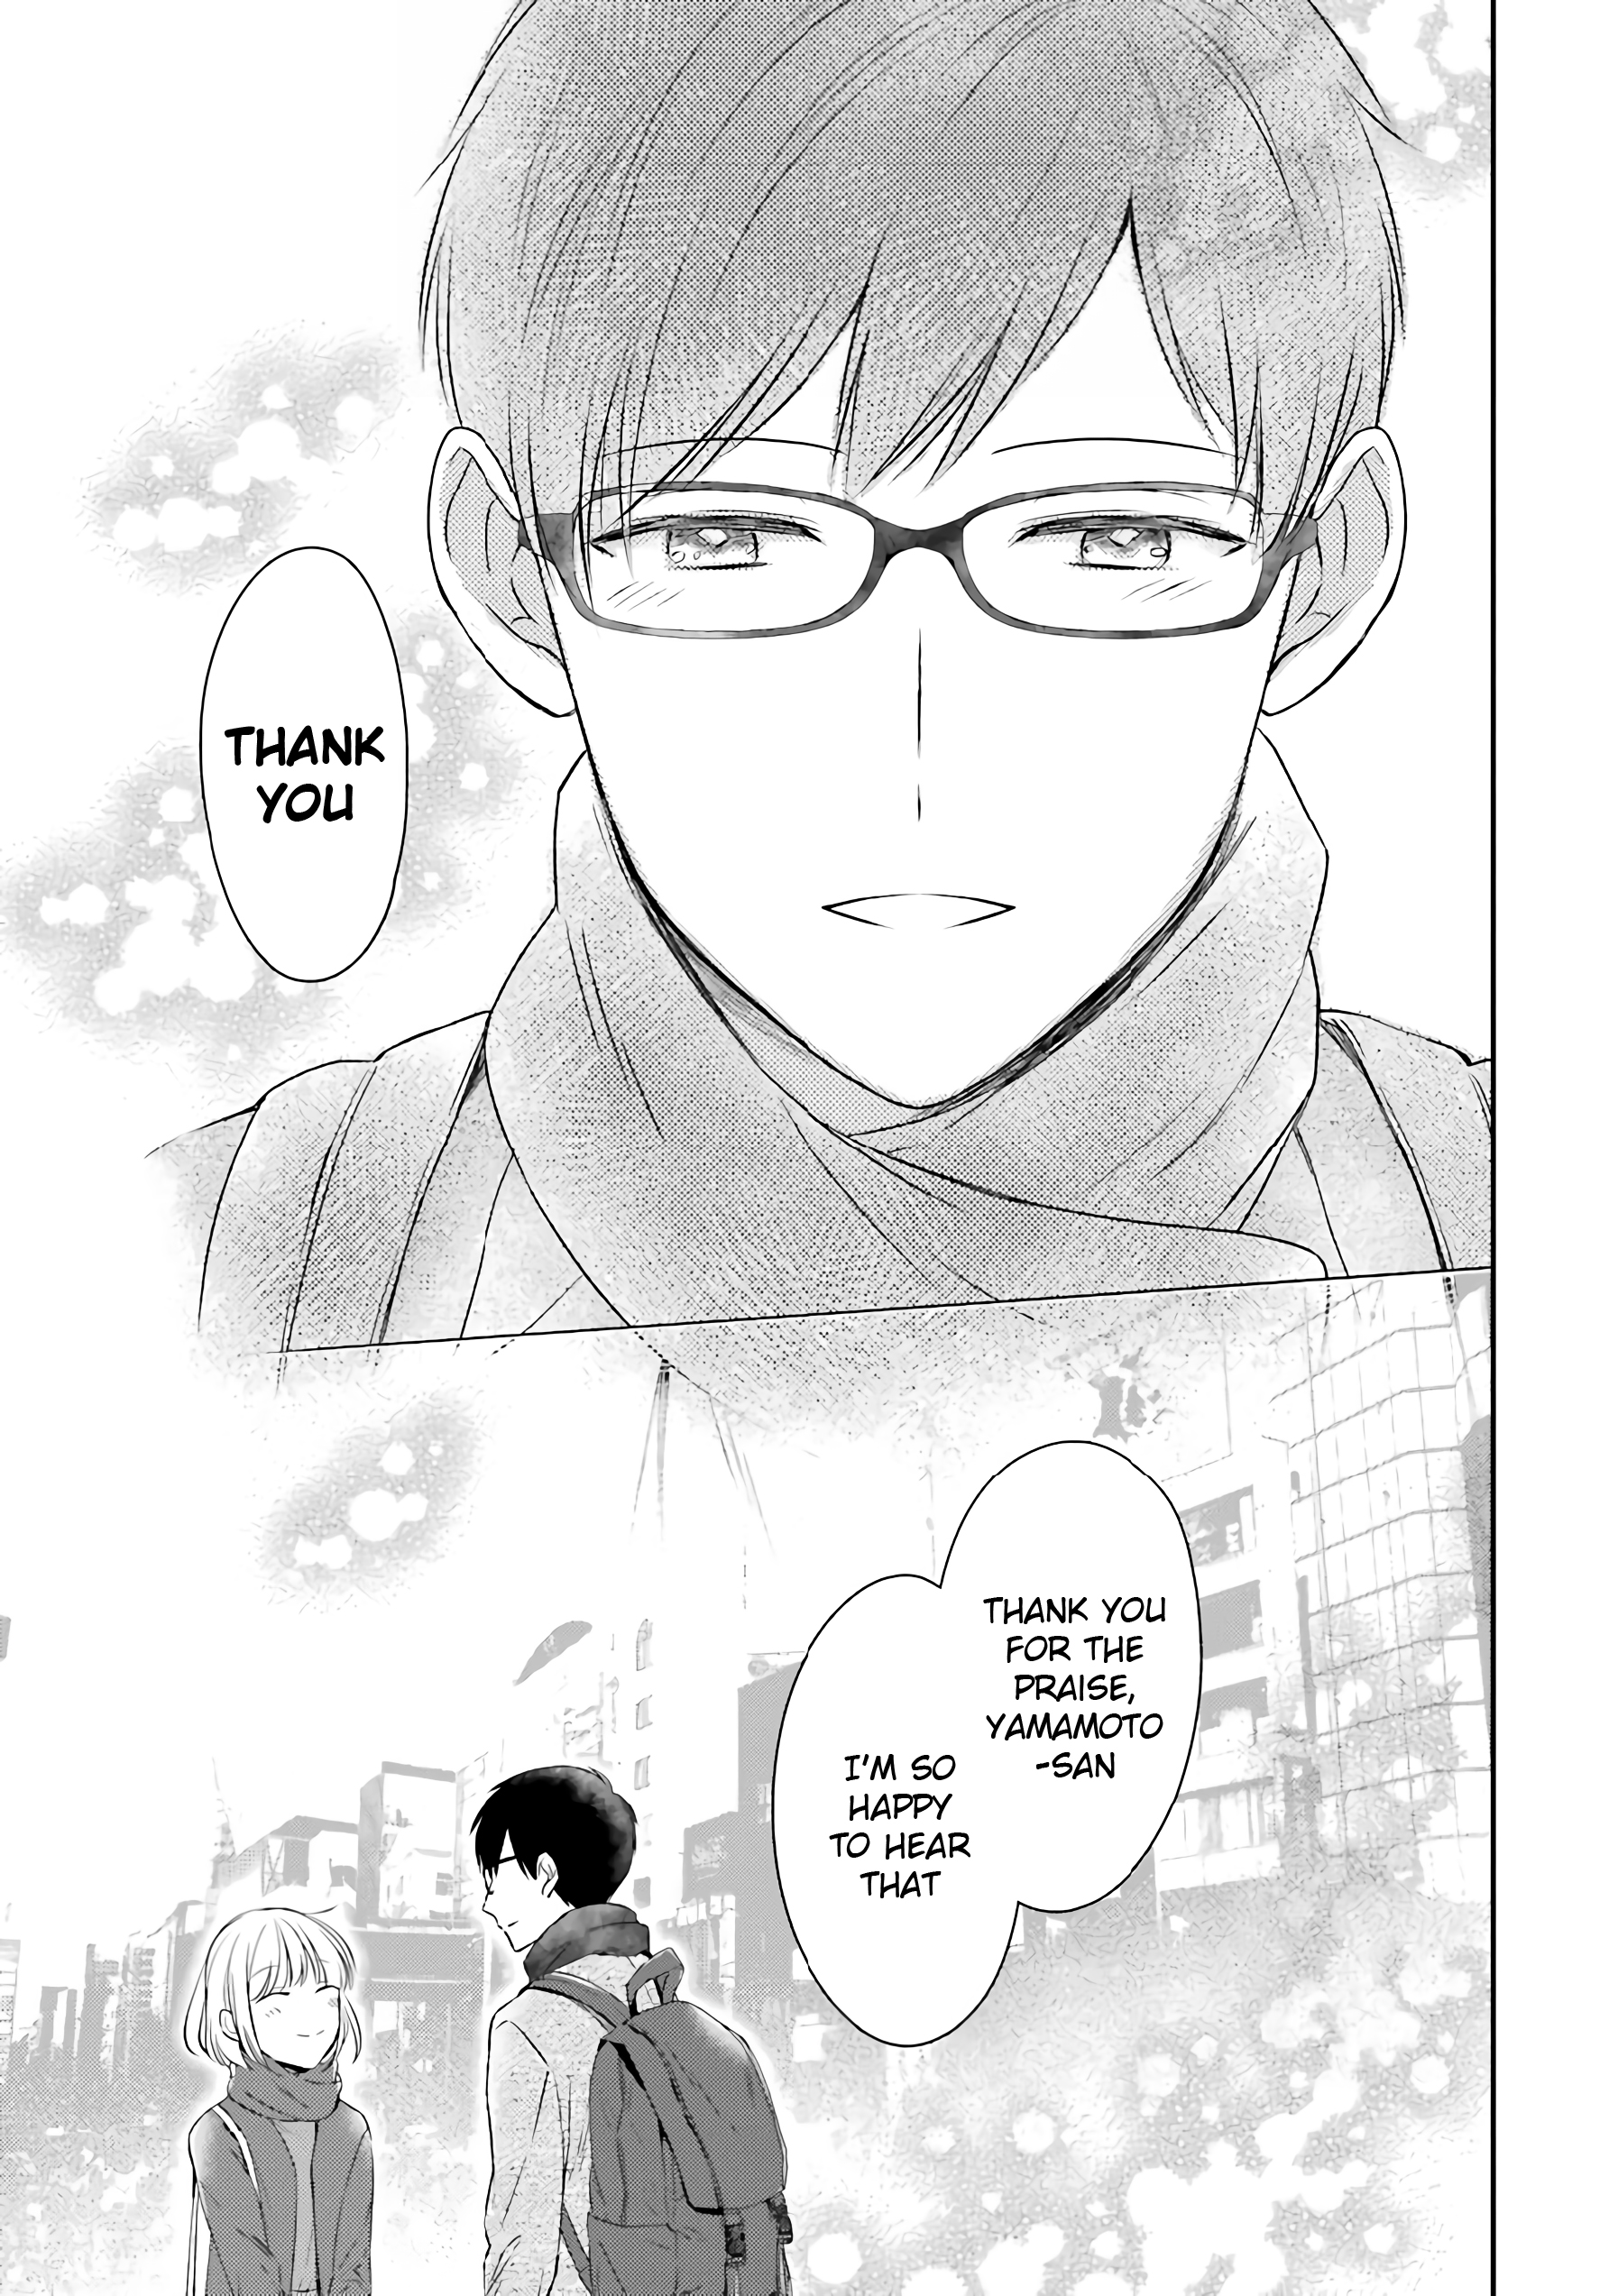 THANK
YOU
THANK YOU
FOR THE
PRAISE,
YAMAMOTO
-SAN
I'M SO
HAPPY
TO HEAR
THAT